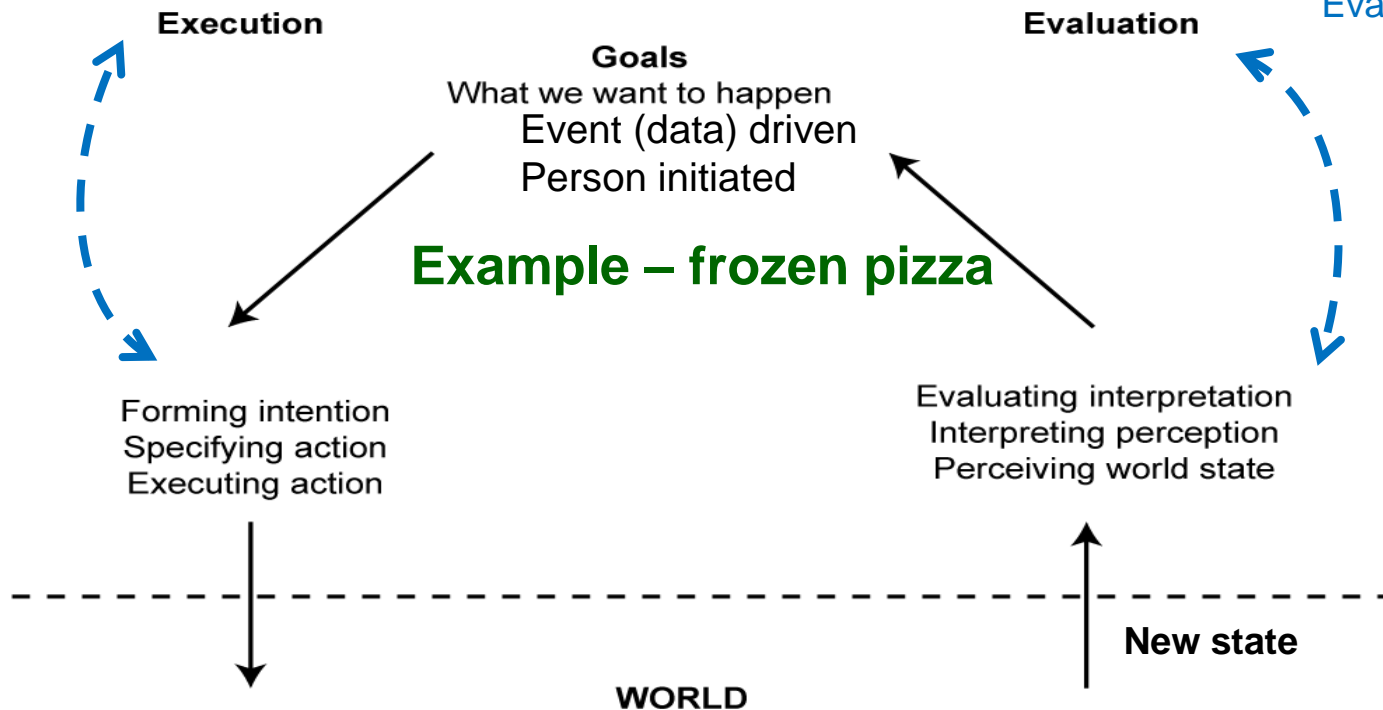 Execution
Evaluation
Eva
Goals
What we want to happen
Event (data) driven
Person initiated
Example – frozen pizza
Forming intention
Specifying action
Executing action
Evaluating interpretation
Interpreting perception
Perceiving world state
New state
WORLD